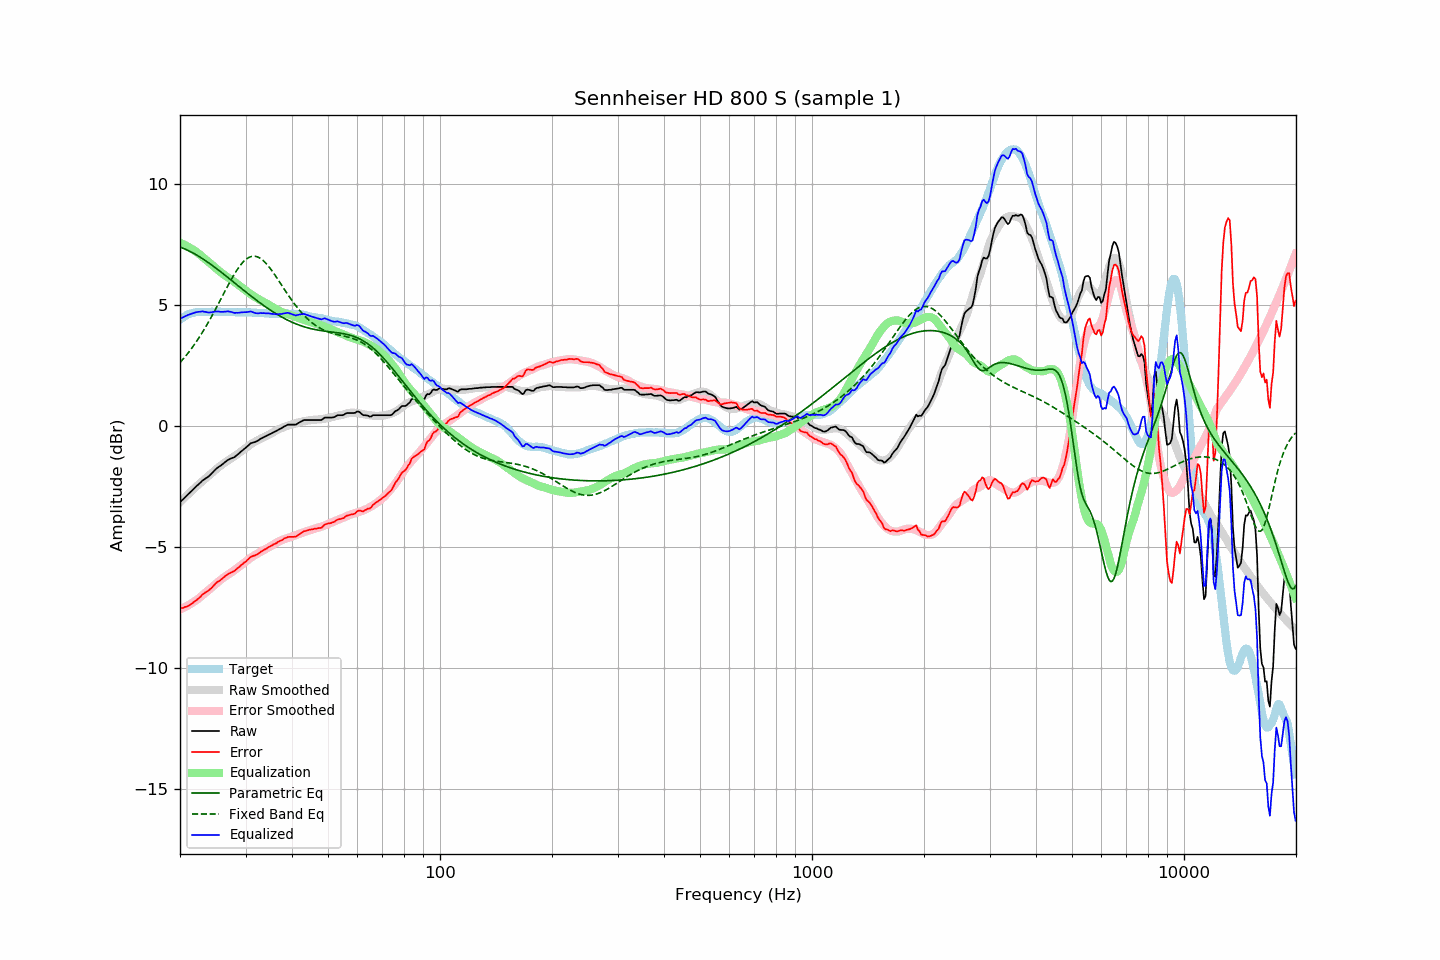 Sennheiser HD 800 S (sample 1)
Amplitude (dBr)
10
5
0
−5
−10
−15
Target
Raw Smoothed
Error Smoothed
Raw
Error
Equalization
Parametric Eq
Fixed Band Eq
Equalized
100
1000
10000
Frequency (Hz)